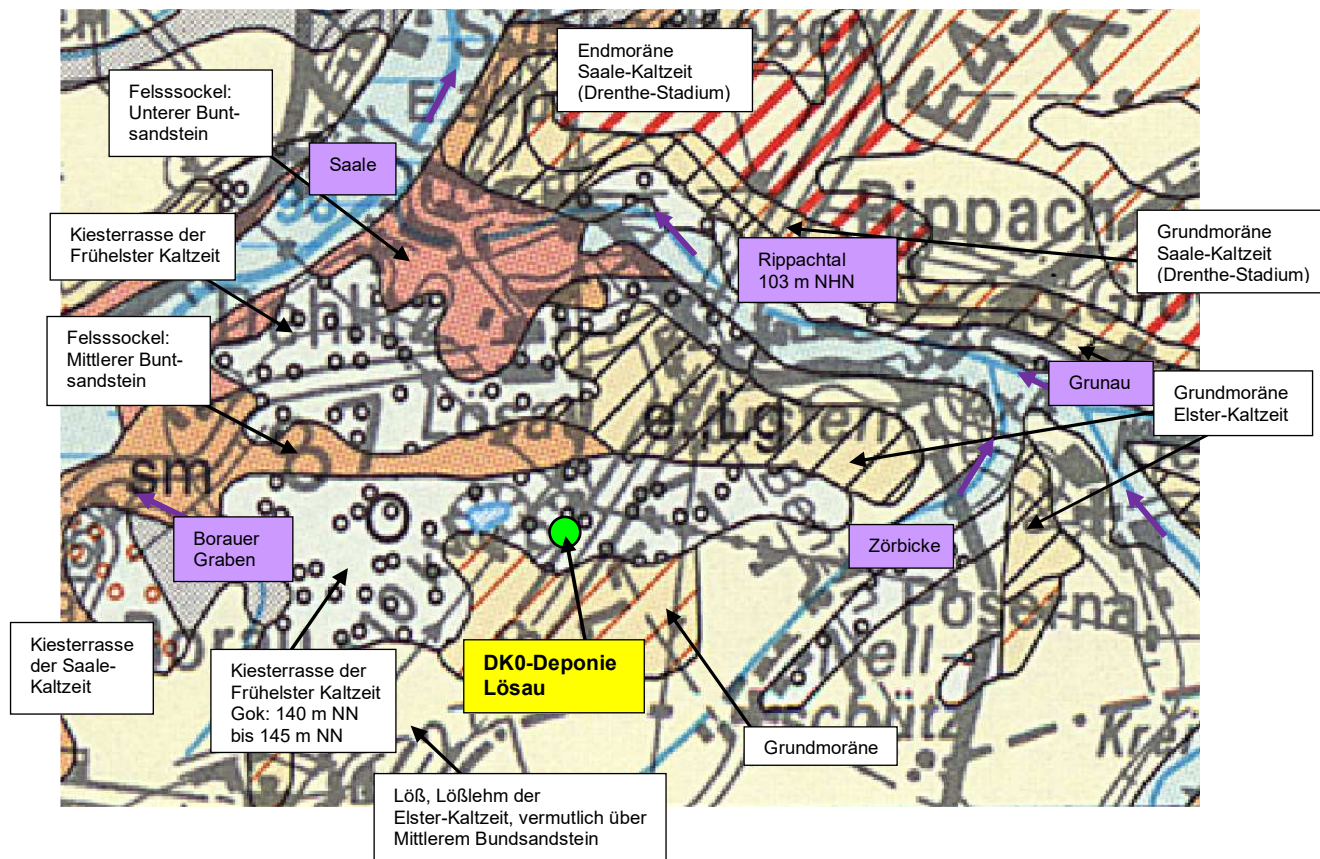 Endmoräne
Saale-Kaltzeit
(Drenthe-Stadium)
Felsssockel:
Unterer Bunt-
sandstein
Saale
Kiesterrasse der
Frühelster Kaltzeit
Rippach
Rippachtal
103 m NHN
Grundmoräne
Saale-Kaltzeit
(Drenthe-Stadium)
Felsssockel:
Mittlerer Bunt-
sandstein
Grunau
Grundmoräne
Elster-Kaltzeit
Lg
sm
Borauer
Graben
Zörbicke
Poserna
Kiesterrasse
der Saale-
Kaltzeit
Kiesterrasse der
Frühelster Kaltzeit
Gok: 140 m NN
bis 145 m NN
DK0-Deponie
Lösau
Grundmoräne
Löß, Lößlehm der
Elster-Kaltzeit, vermutlich über
Mittlerem Bundsandstein